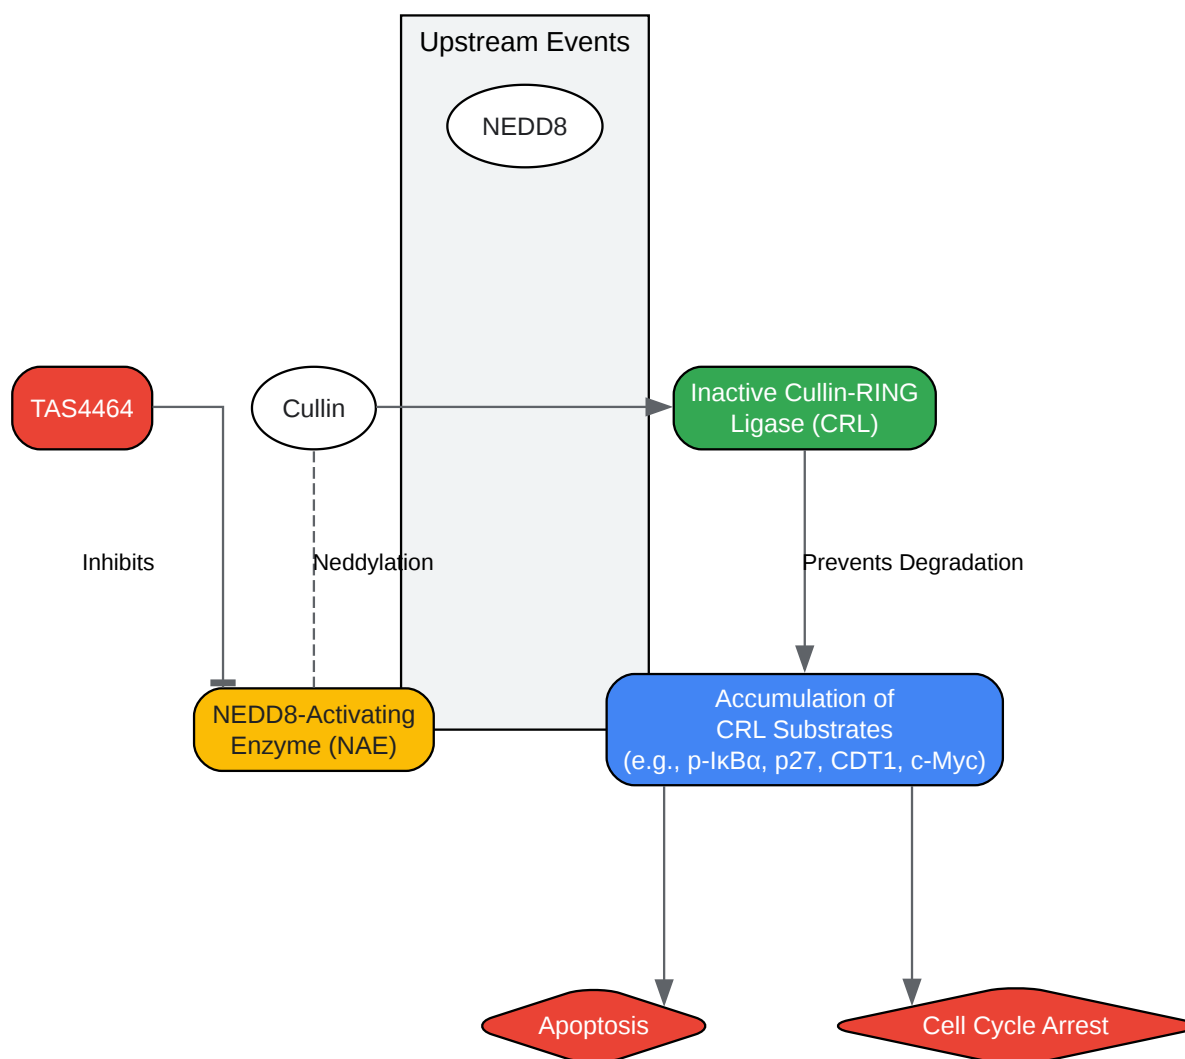 Upstream Events
NEDD8
TAS4464
Cullin
Inactive Cullin-RING
Ligase (CRL)
Inhibits
Neddylation
Prevents Degradation
NEDD8-Activating
Enzyme (NAE)
Accumulation of
CRL Substrates
(e.g., p-IκBα, p27, CDT1, c-Myc)
Apoptosis
Cell Cycle Arrest